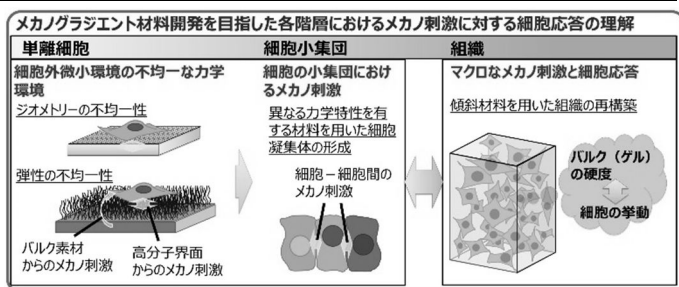 メカノグラジエント材料開発を目指した各階層におけるメカノ刺激に対する細胞応答の理解
単離細胞
細胞外微小環境の不均一な力学
環境
ジオメトリーの不均一性
弾性の不均一性
バルク素材
からのメカノ刺激
高分子界面
からのメカノ刺激
細胞小集団
細胞の小集団におけ
るメカノ刺激
異なる力学特性を有
する材料を用いた細胞
凝集体の形成
細胞－細胞間の
メカノ刺激
組織
マクロなメカノ刺激と細胞応答
傾斜材料を用いた組織の再構築
バルク（ゲル）
の硬度
細胞の挙動